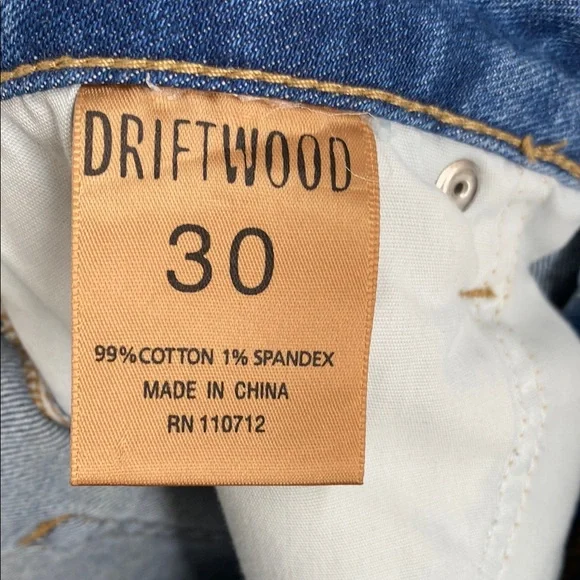 DRIFTWOOD
30
99% COTTON 1% SPANDEX
MADE IN CHINA
RN 110712